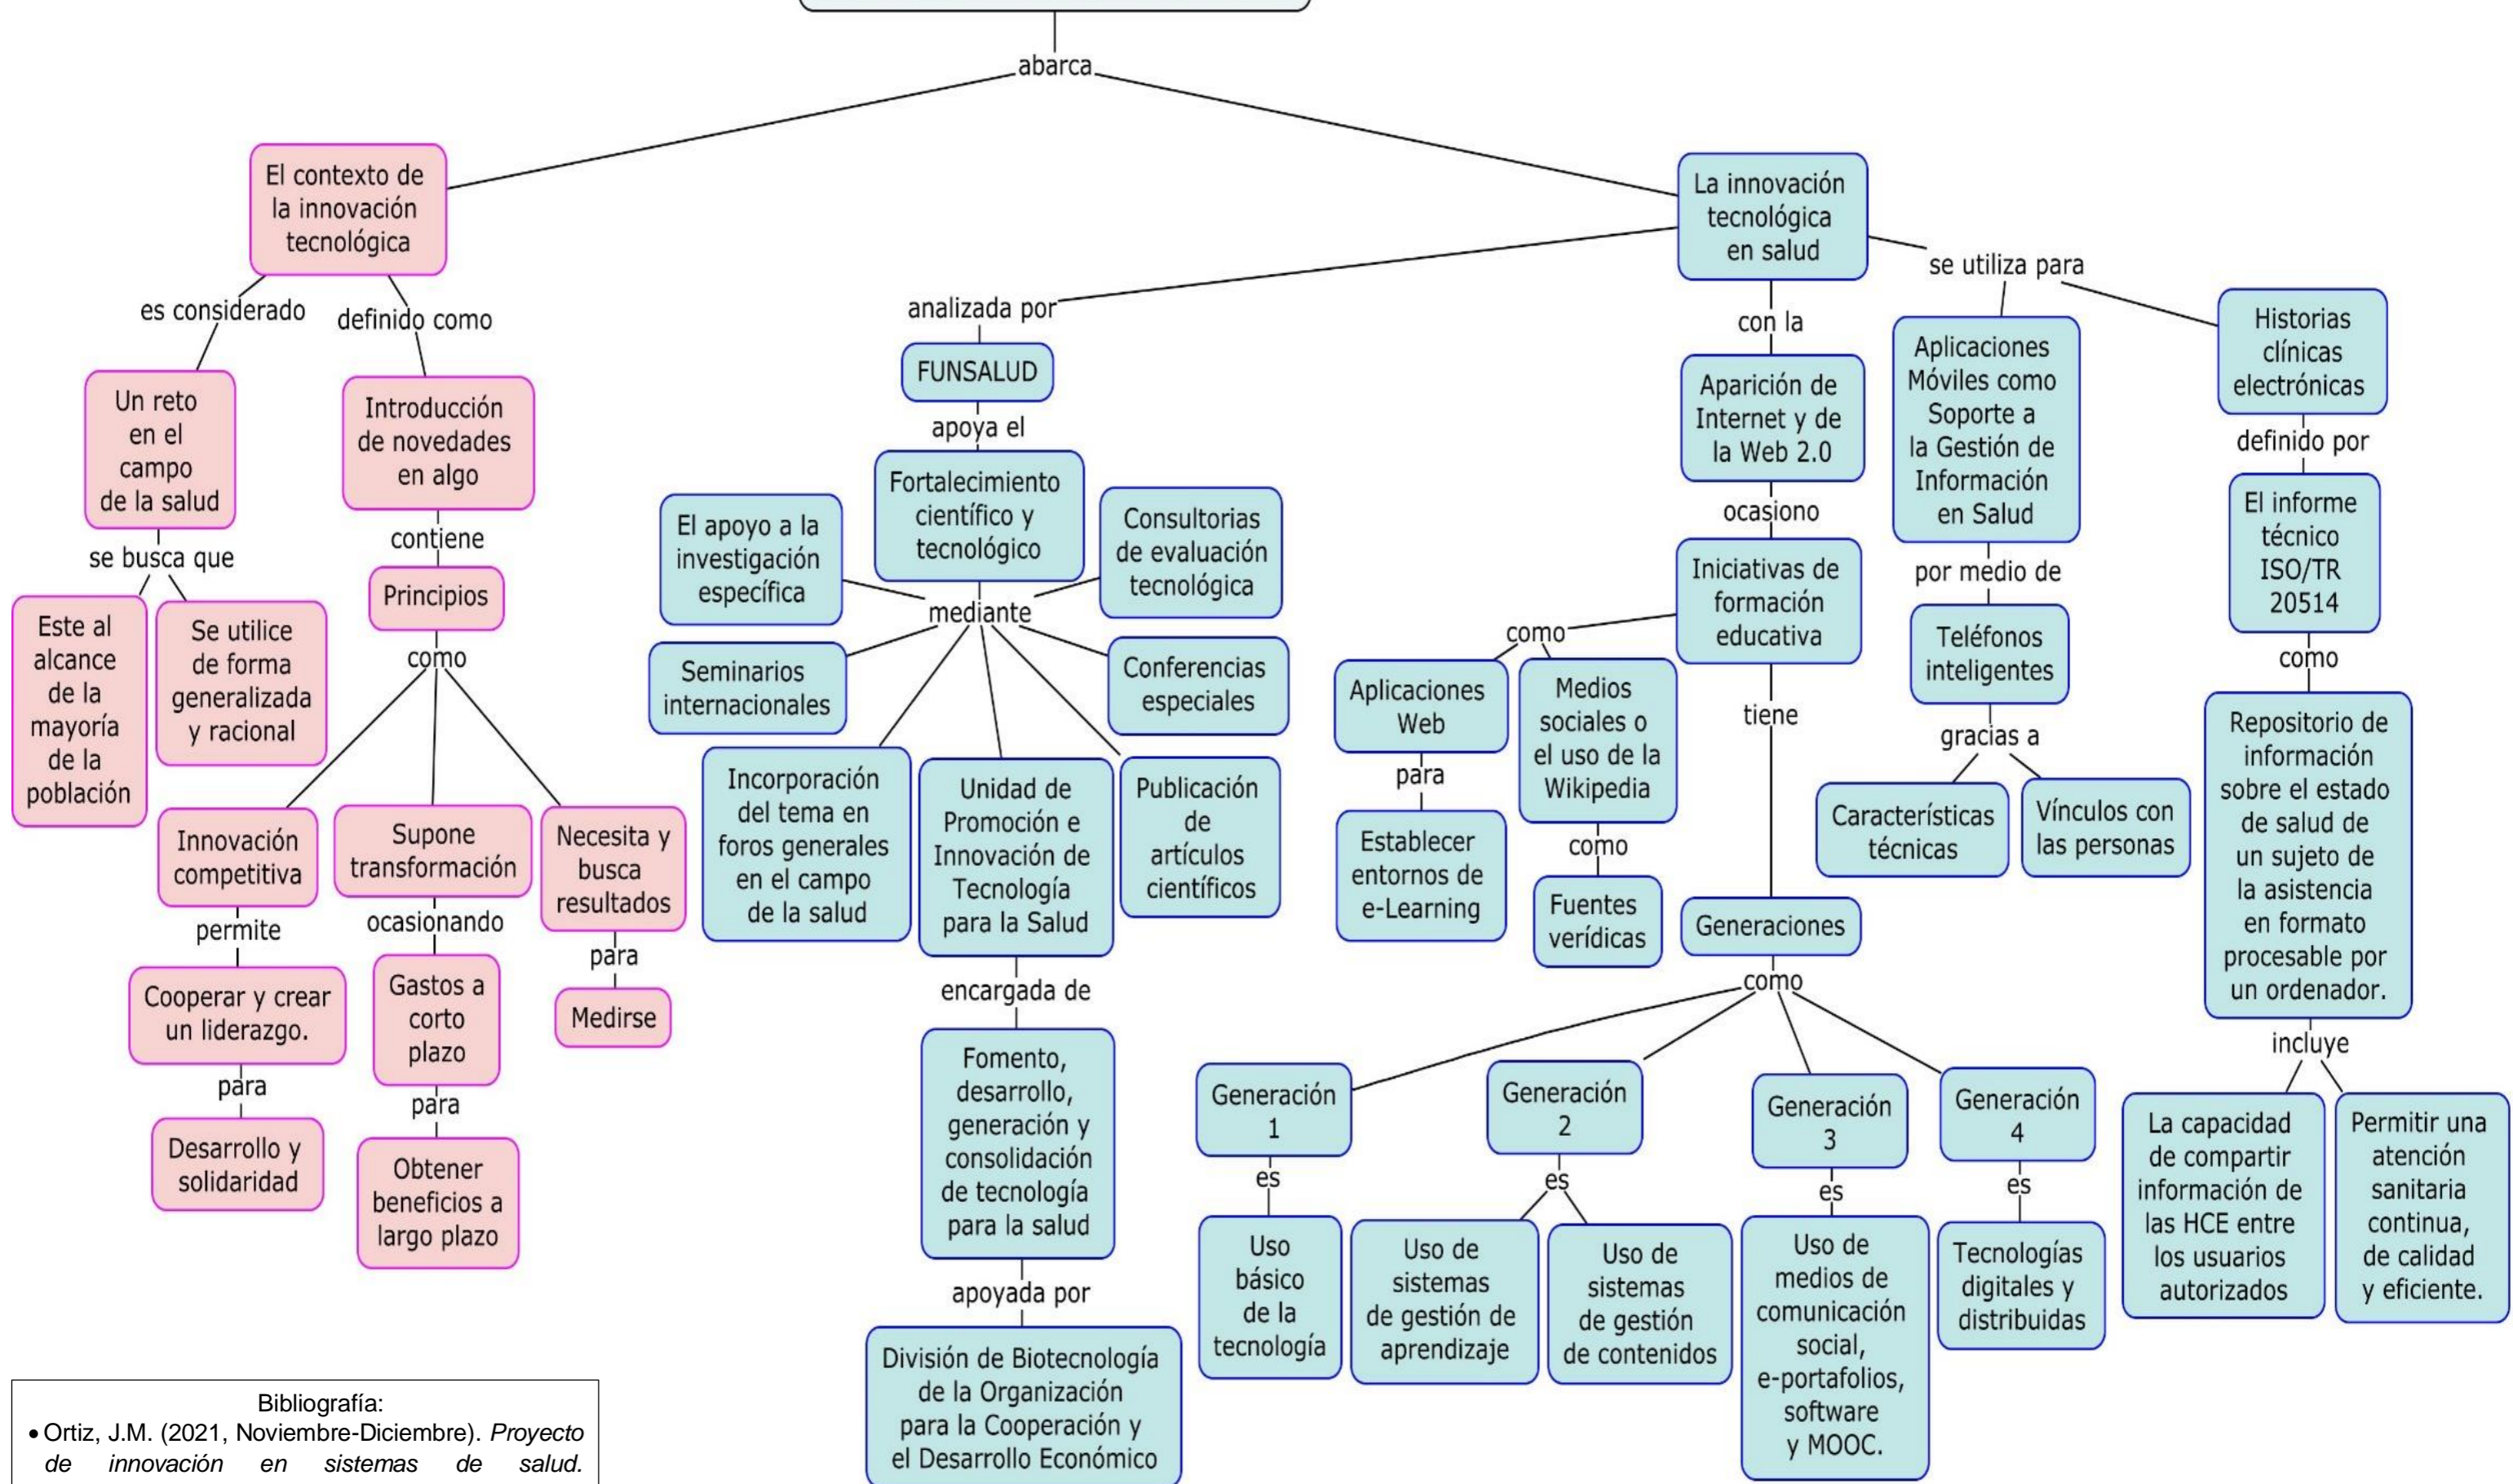 abarca
El contexto de
la innovación
tecnológica
es considerado
Un reto
en el
campo
de la salud
se busca que
Este al
alcance
de la
mayoría
de la
población
Se utilice
de forma
generalizada
y racional
definido como
Introducción
de novedades
en algo
contiene
Principios
como
Innovación
competitiva
permite
Cooperar y crear
un liderazgo.
para
Desarrollo y
solidaridad
Supone
transformación
ocasionando
Gastos a
corto
plazo
para
Obtener
beneficios a
largo plazo
Necesita y
busca
resultados
para
Medirse
La innovación
tecnológica
en salud
analizada por
FUNSALUD
apoya el
Fortalecimiento
científico y
tecnológico
mediante
El apoyo a la
investigación
específica
Consultorias
de evaluación
tecnológica
Seminarios
internacionales
Conferencias
especiales
Incorporación
del tema en
foros generales
en el campo
de la salud
Unidad de
Promoción e
Innovación de
Tecnología
para la Salud
Publicación
de
artículos
científicos
encargada de
Fomento,
desarrollo,
generación y
consolidación
de tecnología
para la salud
apoyada por
División de Biotecnología
de la Organización
para la Cooperación y
el Desarrollo Económico
con la
Aparición de
Internet y de
la Web 2.0
ocasiono
Iniciativas de
formación
educativa
como
Aplicaciones
Web
para
Establecer
entornos de
e-Learning
Medios
sociales o
el uso de la
Wikipedia
como
Fuentes
verídicas
tiene
Generaciones
como
Generación
1
es
Uso
básico
de la
tecnología
Generación
2
es
Uso de
sistemas
de gestión de
aprendizaje
Uso de
sistemas
de gestión
de contenidos
Generación
3
es
Uso de
medios de
comunicación
social,
e-portafolios,
software
y MOOC.
Generación
4
es
Tecnologías
digitales y
distribuidas
se utiliza para
Aplicaciones
Móviles como
Soporte a
la Gestión de
Información
en Salud
por medio de
Teléfonos
inteligentes
gracias a
Características
técnicas
Vínculos con
las personas
Historias
clínicas
electrónicas
definido por
El informe
técnico
ISO/TR
20514
como
Repositorio de
información
sobre el estado
de salud de
un sujeto de
la asistencia
en formato
procesable por
un ordenador.
incluye
La capacidad
de compartir
información de
las HCE entre
los usuarios
autorizados
Permitir una
atención
sanitaria
continua,
de calidad
y eficiente.
Bibliografía:
• Ortiz, J.M. (2021, Noviembre-Diciembre). Proyecto
de innovación en sistemas de salud.